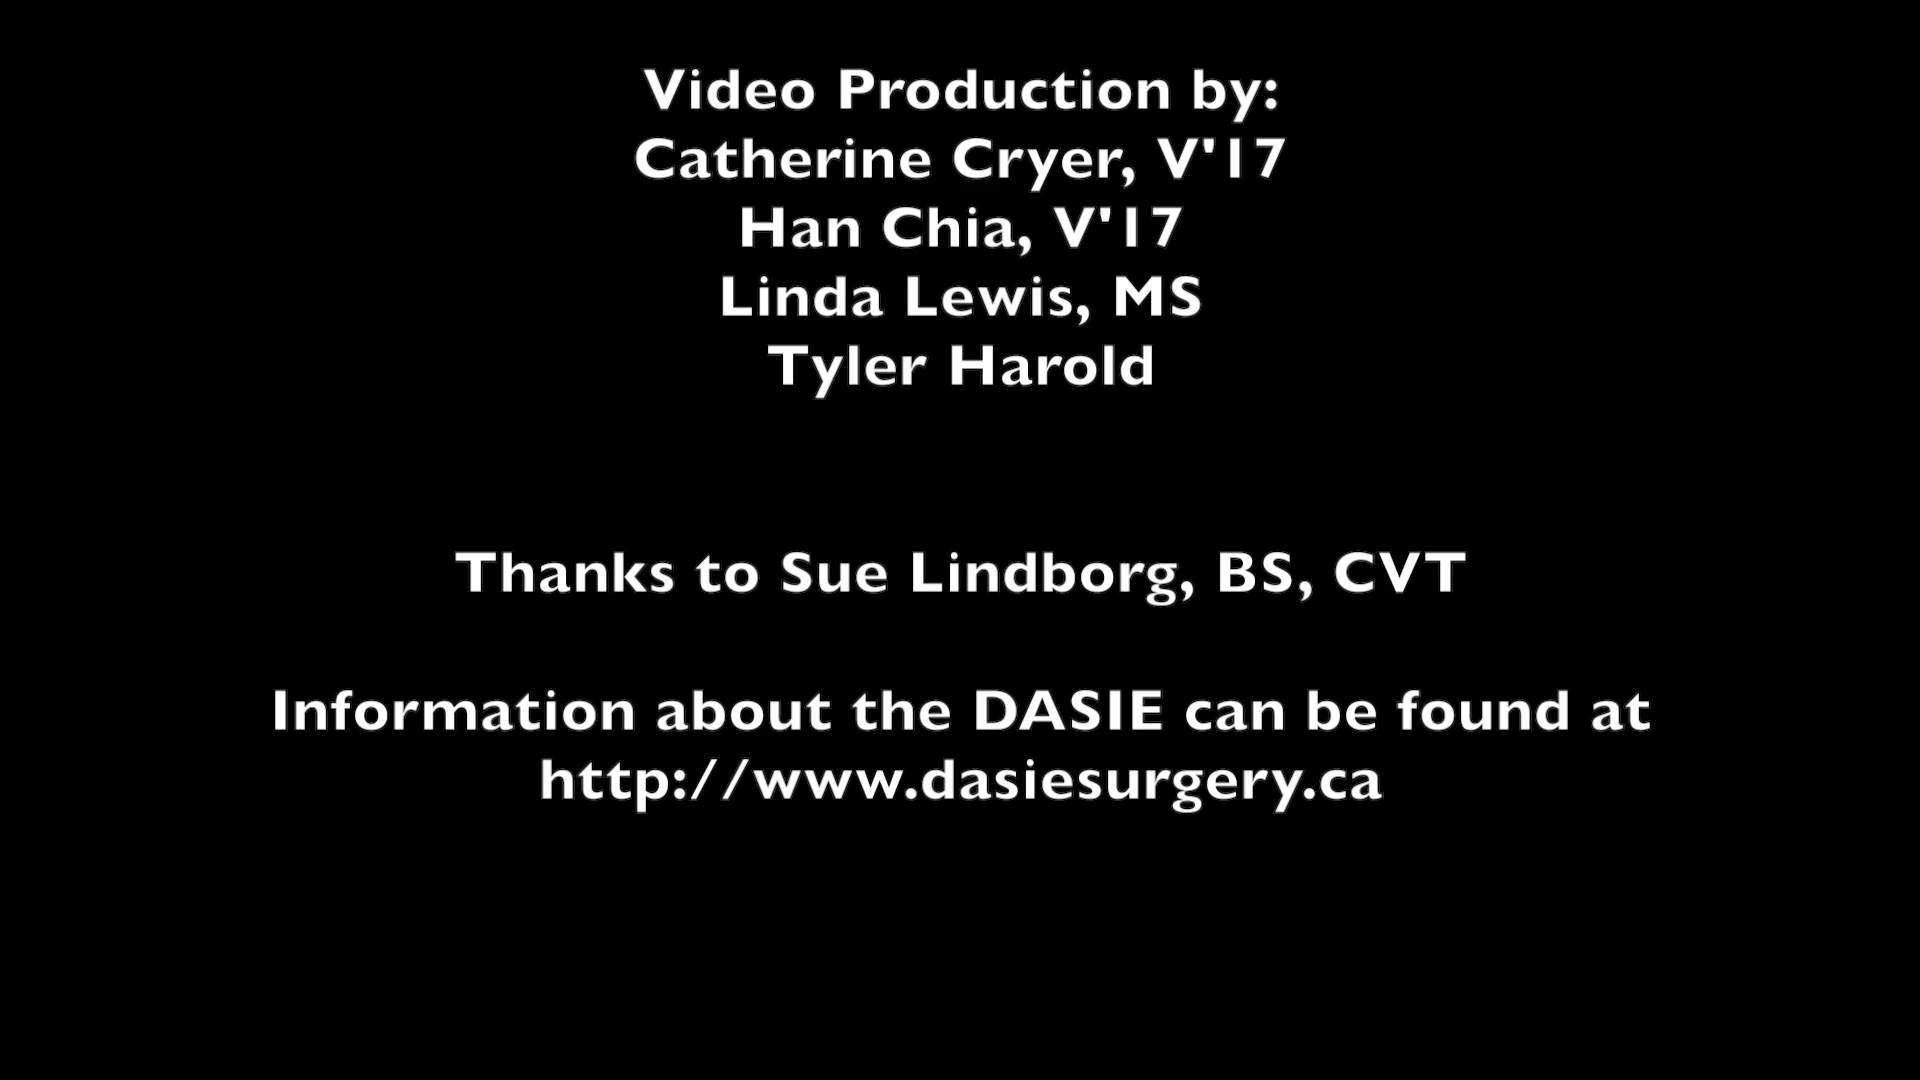 Video Production by:
Catherine Cryer, V'17
Han Chia, V'17
Linda Lewis, MS
Tyler Harold
Thanks to Sue Lindborg, BS, CVT
Information about the DASIE can be found at
http://www.dasiesurgery.ca